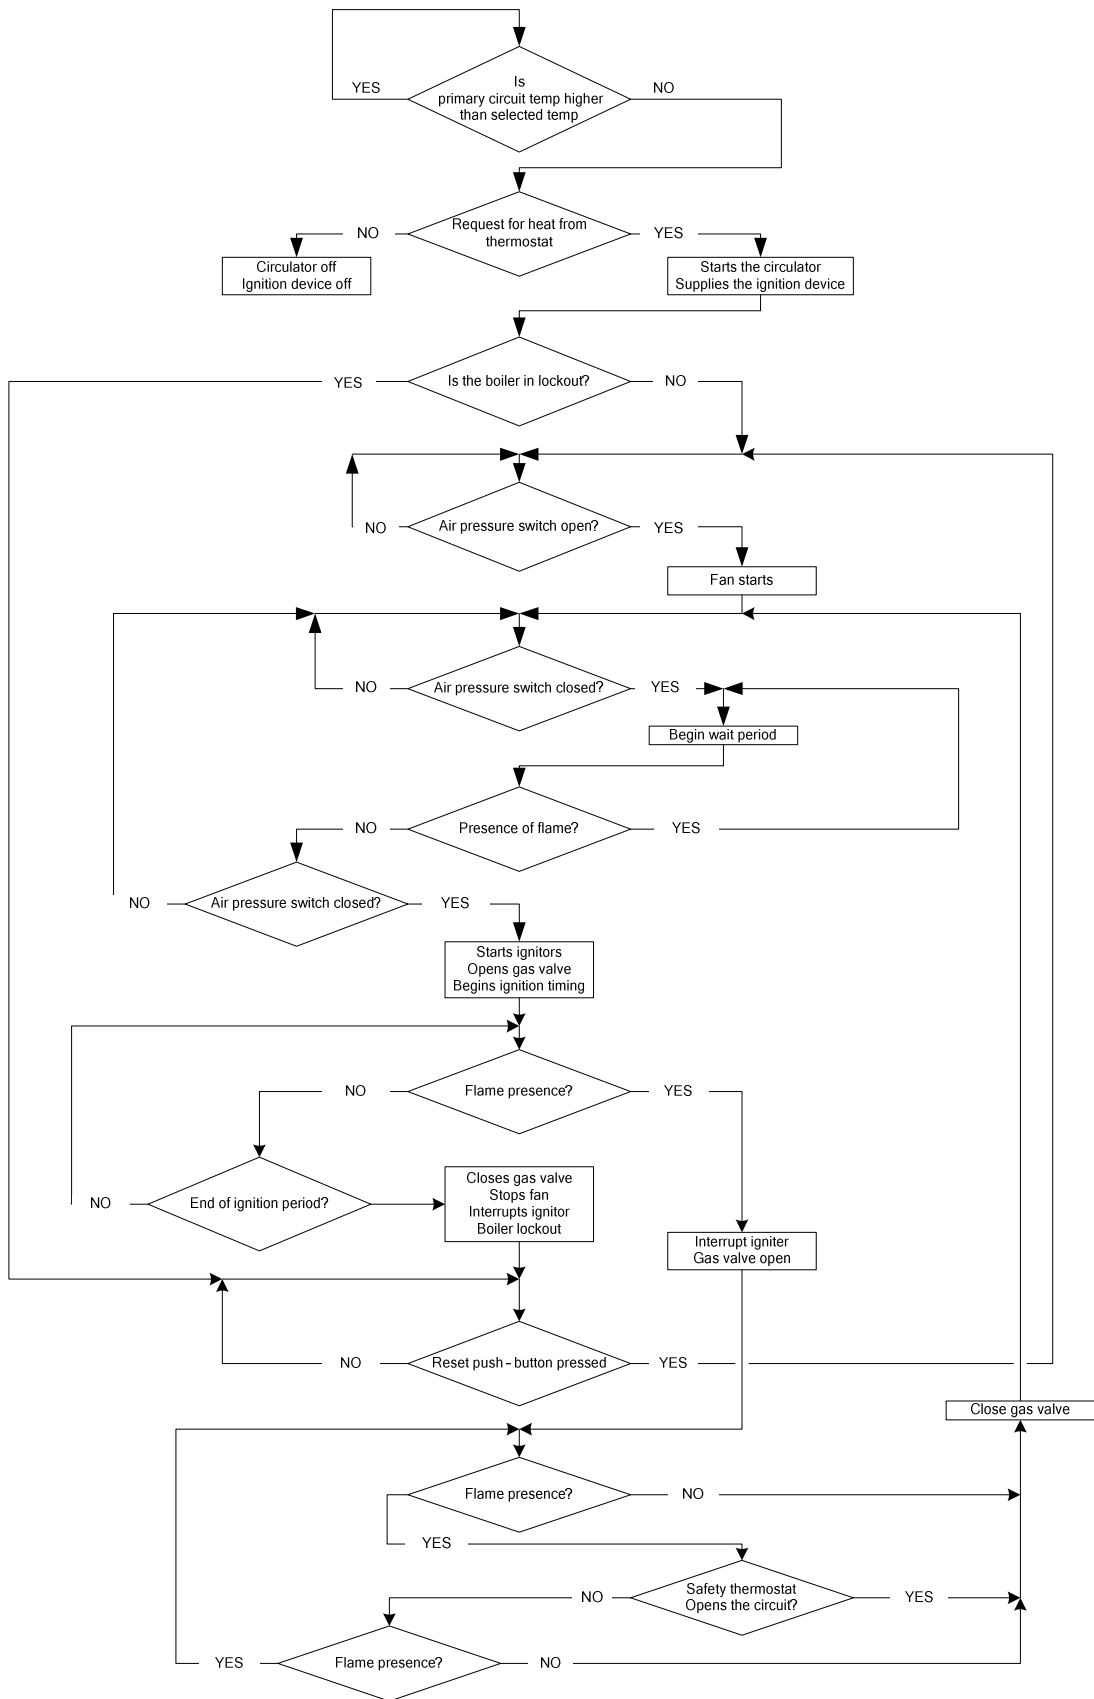 Is
primary circuit temp higher
than selected temp
YES
NO
Request for heat from
thermostat
NO
YES
Circulator off
Ignition device off
Starts the circulator
Supplies the ignition device
Is the boiler in lockout?
YES
NO
Air pressure switch open?
NO
YES
Fan starts
Air pressure switch closed?
NO
YES
Begin wait period
Presence of flame?
NO
YES
Air pressure switch closed?
NO
YES
Starts ignitors
Opens gas valve
Begins ignition timing
Flame presence?
NO
YES
End of ignition period?
NO
Closes gas valve
Stops fan
Interrupts ignitor
Boiler lockout
Interrupt igniter
Gas valve open
Reset push-button pressed
NO
YES
Close gas valve
Flame presence?
NO
YES
Safety thermostat
Opens the circuit?
NO
YES
Flame presence?
YES
NO